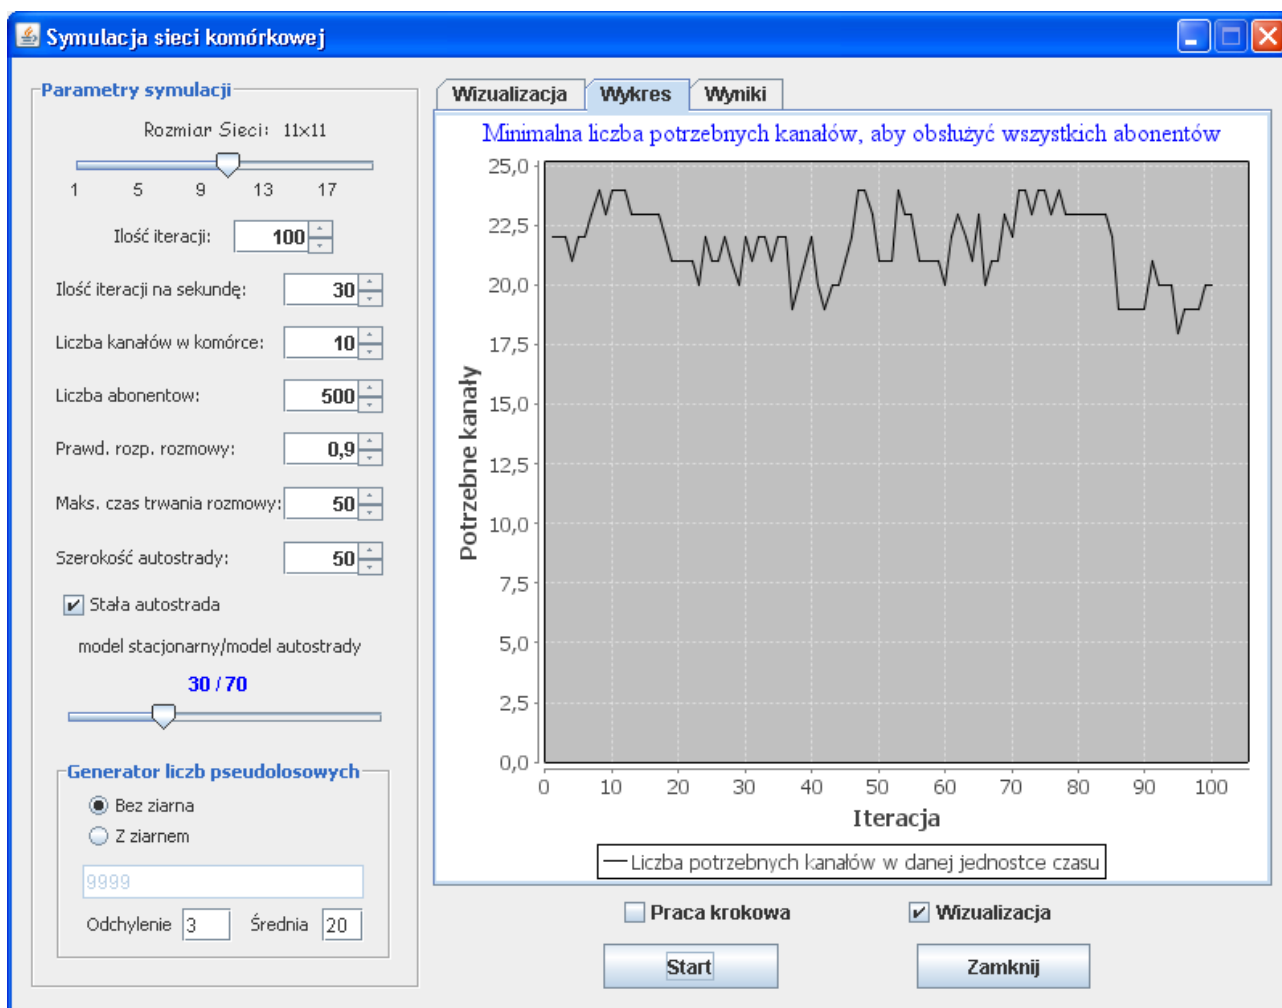 Symulacja sieci komórkowej
Parametry symulacji
Rozmiar Sieci: 11x11
1 5 9 13 17
Ilość iteracji: 100
Ilość iteracji na sekundę: 30
Liczba kanałów w komórce: 10
Liczba abonentow: 500
Prawd. rozp. rozmowy: 0,9
Maks. czas trwania rozmowy: 50
Szerokość autostrady: 50
Stała autostrada
model stacjonarny/model autostrady
30 / 70
Generator liczb pseudolosowych
Bez ziarna
Z ziarnem
9999
Odchylenie 3 Średnia 20
Wizualizacja Wykres Wyniki
Minimalna liczba potrzebnych kanałów, aby obsłużyć wszystkich abonentów
Potrzebne kanały
25,0
22,5
20,0
17,5
15,0
12,5
10,0
7,5
5,0
2,5
0,0
0 10 20 30 40 50 60 70 80 90 100
Iteracja
Liczba potrzebnych kanałów w danej jednostce czasu
Praca krokowa Wizualizacja
Start Zamknij